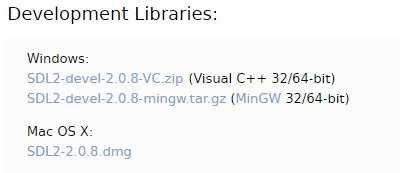 Development Libraries:
Windows:
SDL2-devel-2.0.8-VC.zip (Visual C++ 32/64-bit)
SDL2-devel-2.0.8-mingw.tar.gz (MinGW 32/64-bit)
Mac OS X:
SDL2-2.0.8.dmg